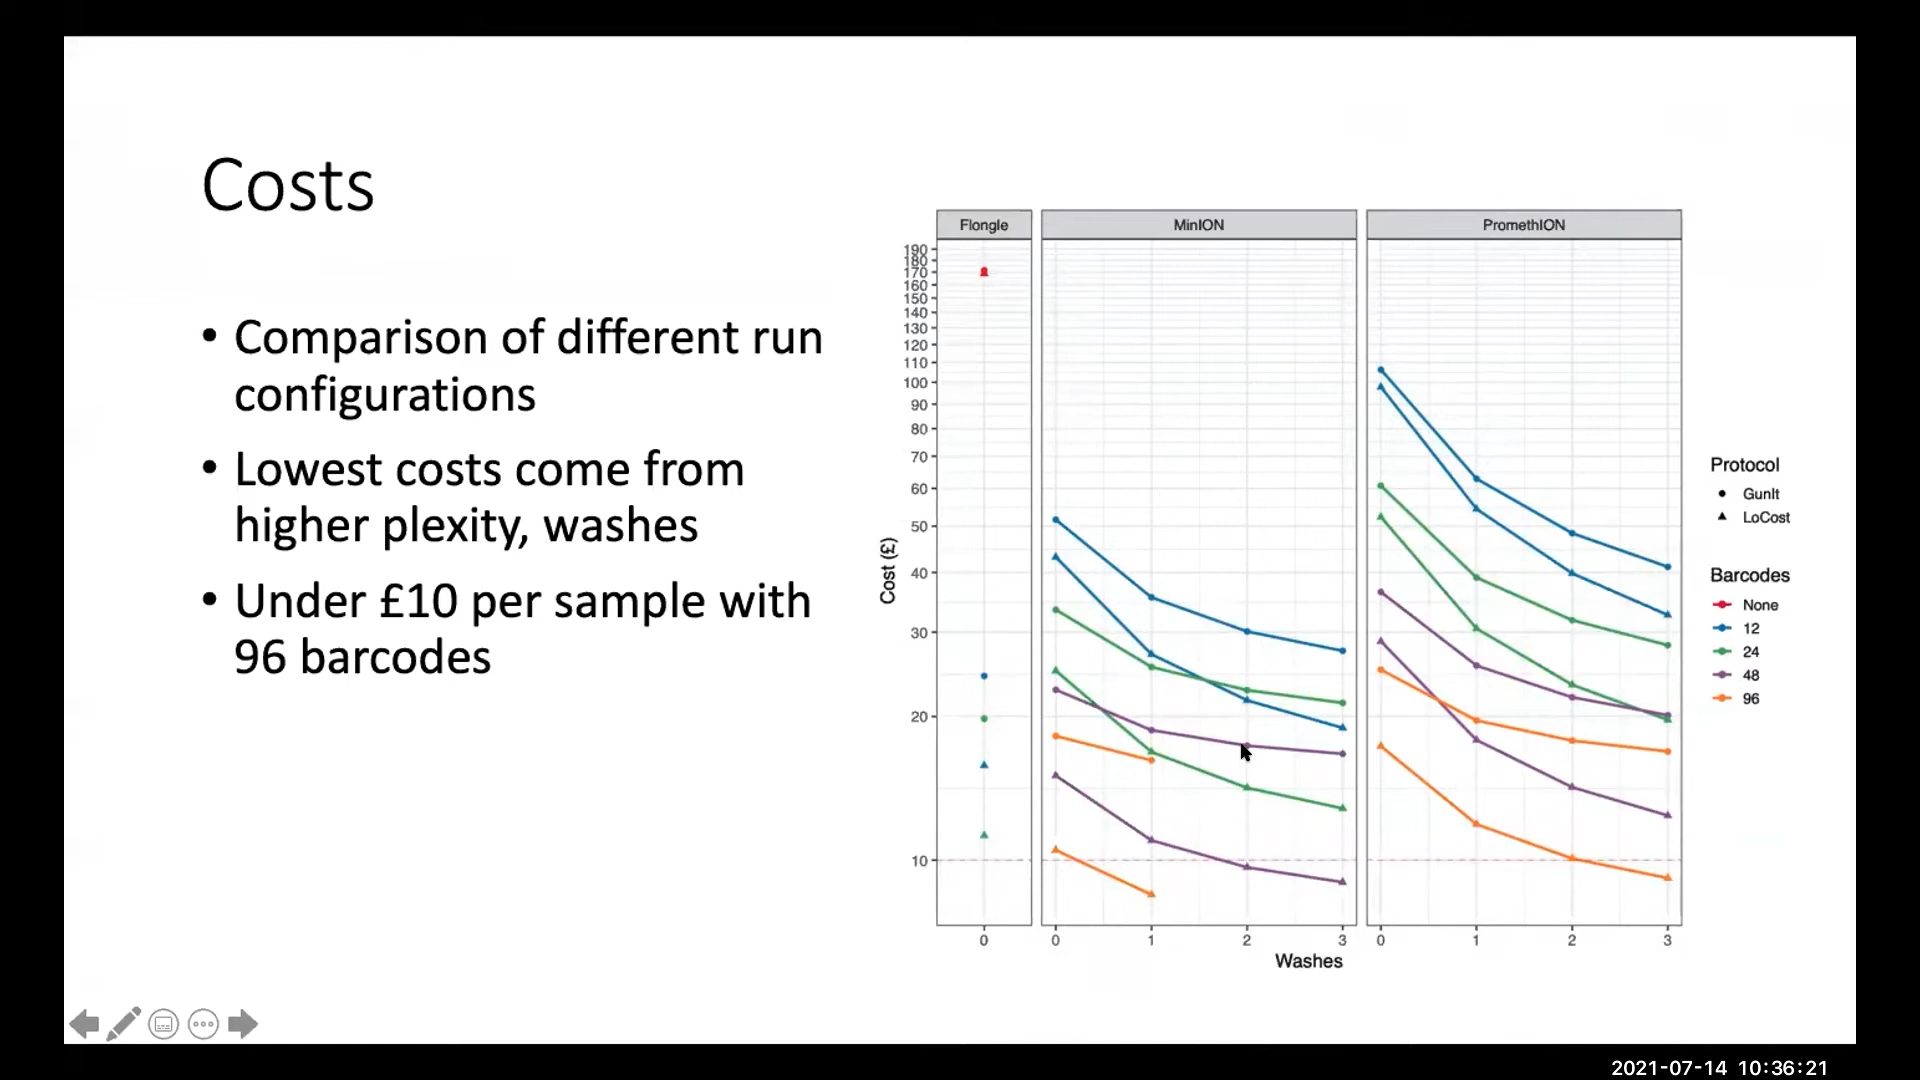 Costs
• Comparison of different run
configurations
• Lowest costs come from
higher plexity, washes
• Under £10 per sample with
96 barcodes
Flongle
MinION
PromethION
190
180
170
160
150
140
130
120
110
100
90
80
70
60
50
40
30
20
10
Cost (£)
0
0 1 2 3
0 1 2 3
Washes
Protocol
GunIt
LoCost
Barcodes
None
12
24
48
96
2021-07-14 10:36:21